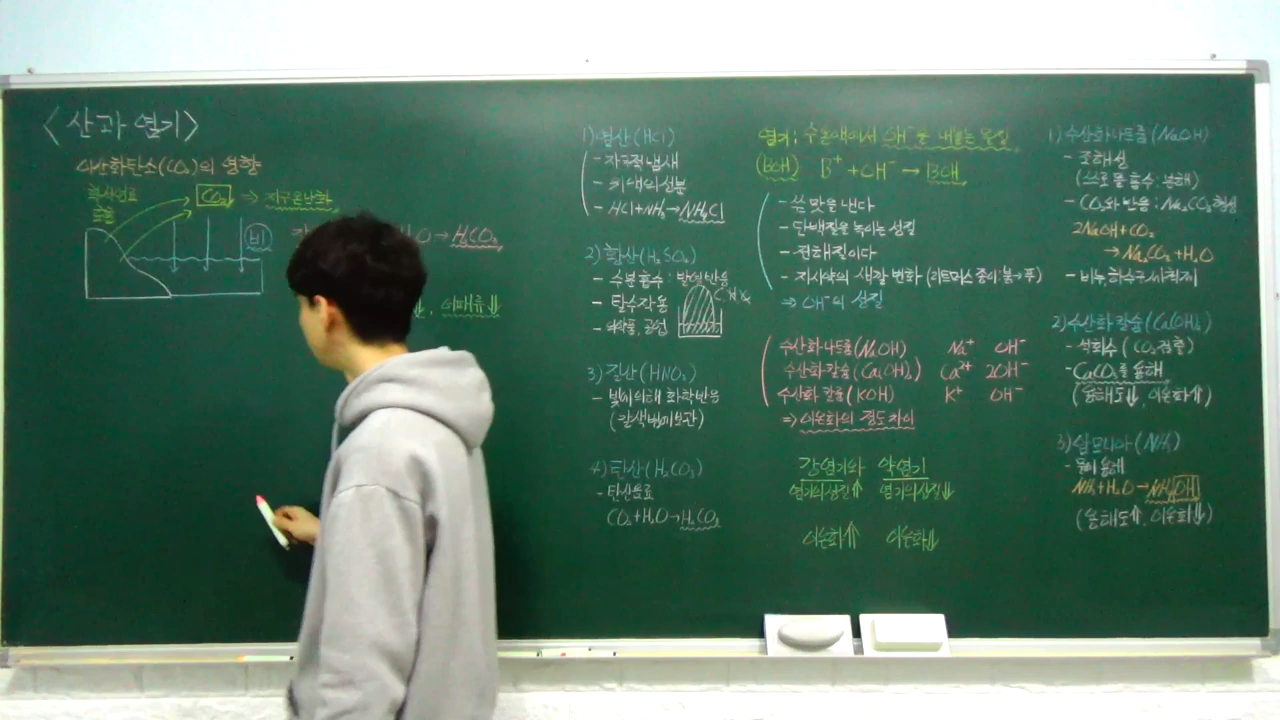 <산과 염기>
이산화탄소(CO₂)의 영향
화석연료
CO₂ ⇒ 지구온난화
비
O → H₂CO₃
, 어패류↓
1) 염산(HCl)
- 자극적 냄새
- 위액의 성분
- HCl + NH₃ → NH₄Cl
2) 황산(H₂SO₄)
- 수분흡수 : 발열반응
- 탈수작용
- 의약품, 공업
3) 질산(HNO₃)
- 빛에 의해 화학반응
(갈색병에 보관)
4) 탄산(H₂CO₃)
- 탄산음료
CO₂ + H₂O → H₂CO₃
염기 : 수용액에서 OH⁻을 내놓는 물질
(BOH) B⁺ + OH⁻ → BOH
- 쓴 맛을 낸다
- 단백질을 녹이는 성질
- 전해질이다
- 지시약의 색깔 변화 (리트머스 종이 : 붉→푸)
⇒ OH⁻의 성질
수산화 나트륨(NaOH) Na⁺ OH⁻
수산화 칼슘(Ca(OH)₂) Ca²⁺ 2OH⁻
수산화 칼륨(KOH) K⁺ OH⁻
⇒ 이온화의 정도 차이
강염기와 약염기
염기의 성질↑ 염기의 성질↓
이온화↑ 이온화↓
1) 수산화나트륨(NaOH)
- 조해성
(스스로 물 흡수 : 용해)
- CO₂와 반응 : Na₂CO₃ 형성
2NaOH + CO₂
→ Na₂CO₃ + H₂O
- 비누, 하수구 세척제
2) 수산화 칼슘(Ca(OH)₂)
- 석회수 (CO₂ 검출)
- CaCO₃를 용해
(용해도↓, 이온화↑)
3) 암모니아(NH₃)
- 물에 용해
NH₃ + H₂O → NH₄OH
(용해도↑, 이온화↓)